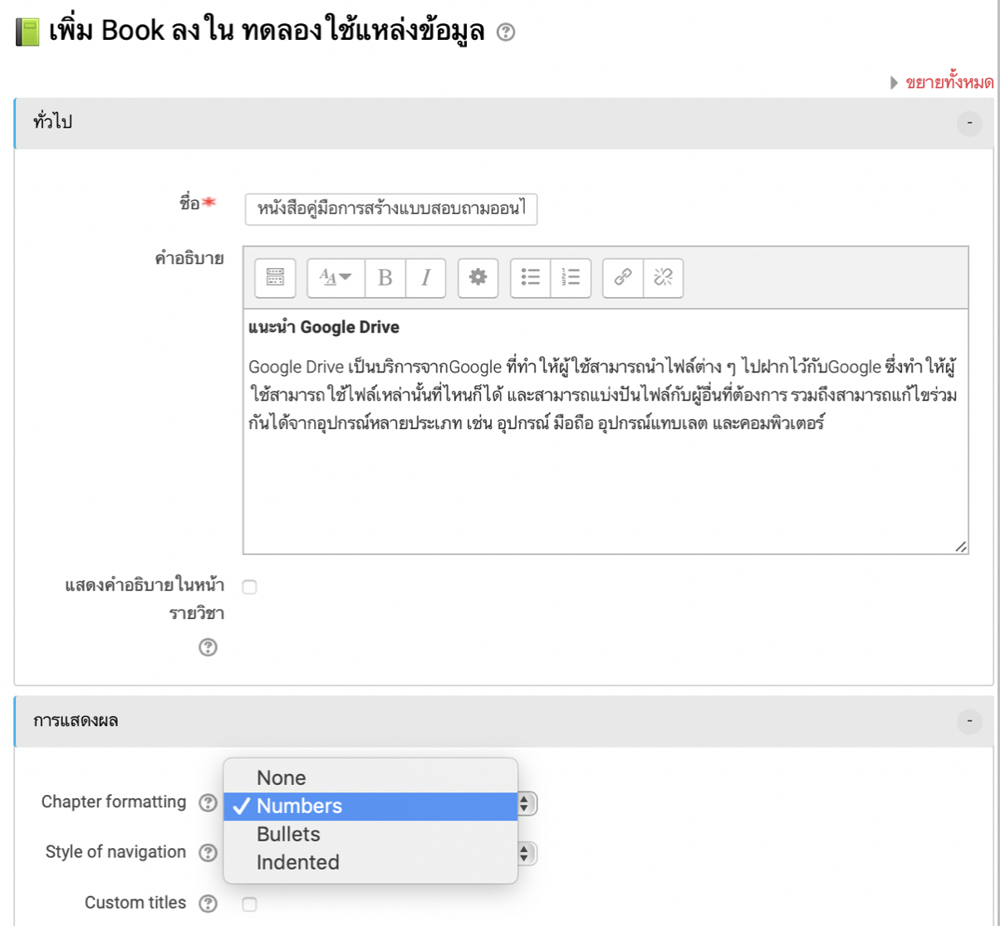 เพิ่ม Book ลงใน ทดลองใช้แหล่งข้อมูล
ขยายทั้งหมด
ทั่วไป
-
ชื่อ
หนังสือคู่มือการสร้างแบบสอบถามออนไ
คำอธิบาย
B I
แนะนำ Google Drive
Google Drive เป็นบริการจากGoogle ที่ทำให้ผู้ใช้สามารถนำไฟล์ต่าง ๆ ไปฝากไว้กับGoogle ซึ่งทำให้ผู้
ใช้สามารถใช้ไฟล์เหล่านั้นที่ไหนก็ได้ และสามารถแบ่งปันไฟล์กับผู้อื่นที่ต้องการ รวมถึงสามารถแก้ไขร่วม
กันได้จากอุปกรณ์หลายประเภท เช่น อุปกรณ์ มือถือ อุปกรณ์แทบเลต และคอมพิวเตอร์
แสดงคำอธิบายในหน้า
รายวิชา
การแสดงผล
-
None
Chapter formatting
Numbers
Bullets
Style of navigation
Indented
Custom titles